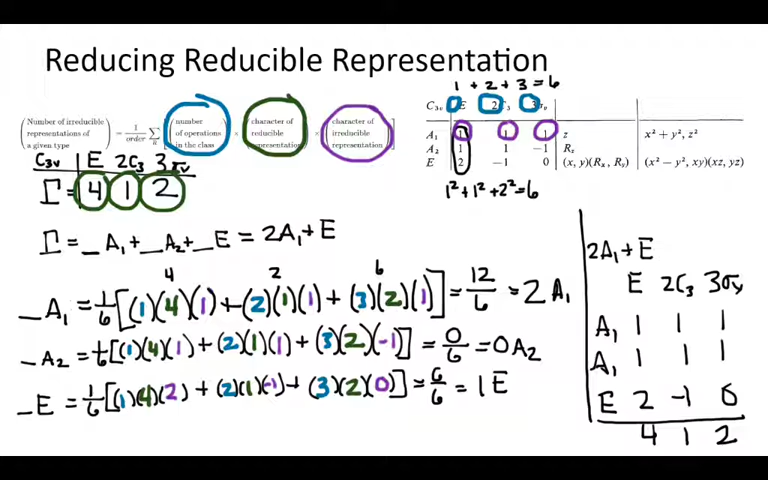 Reducing Reducible Representation
1 + 2 + 3 = 6
(Number of irreducible representations of a given type) = 1/order Σ_R [(number of operations in the class) × (character of reducible representation) × (character of irreducible representation)]
C₃ᵥ E 2C₃ 3σᵥ
A₁ 1 1 1 z x² + y², z²
A₂ 1 1 −1 R_z
E 2 −1 0 (x, y)(R_x, R_y) (x² − y², xy)(xz, yz)
1² + 1² + 2² = 6
C₃ᵥ E 2C₃ 3σᵥ
Γ = 4 1 2
Γ = _A₁ + _A₂ + _E = 2A₁ + E
4 2 6
_A₁ = 1/6[(1)(4)(1) + (2)(1)(1) + (3)(2)(1)] = 12/6 = 2A₁
_A₂ = 1/6[(1)(4)(1) + (2)(1)(1) + (3)(2)(-1)] = 0/6 = 0A₂
_E = 1/6[(1)(4)(2) + (2)(1)(-1) + (3)(2)(0)] = 6/6 = 1E
2A₁ + E
E 2C₃ 3σᵥ
A₁ 1 1 1
A₁ 1 1 1
E 2 -1 0
4 1 2